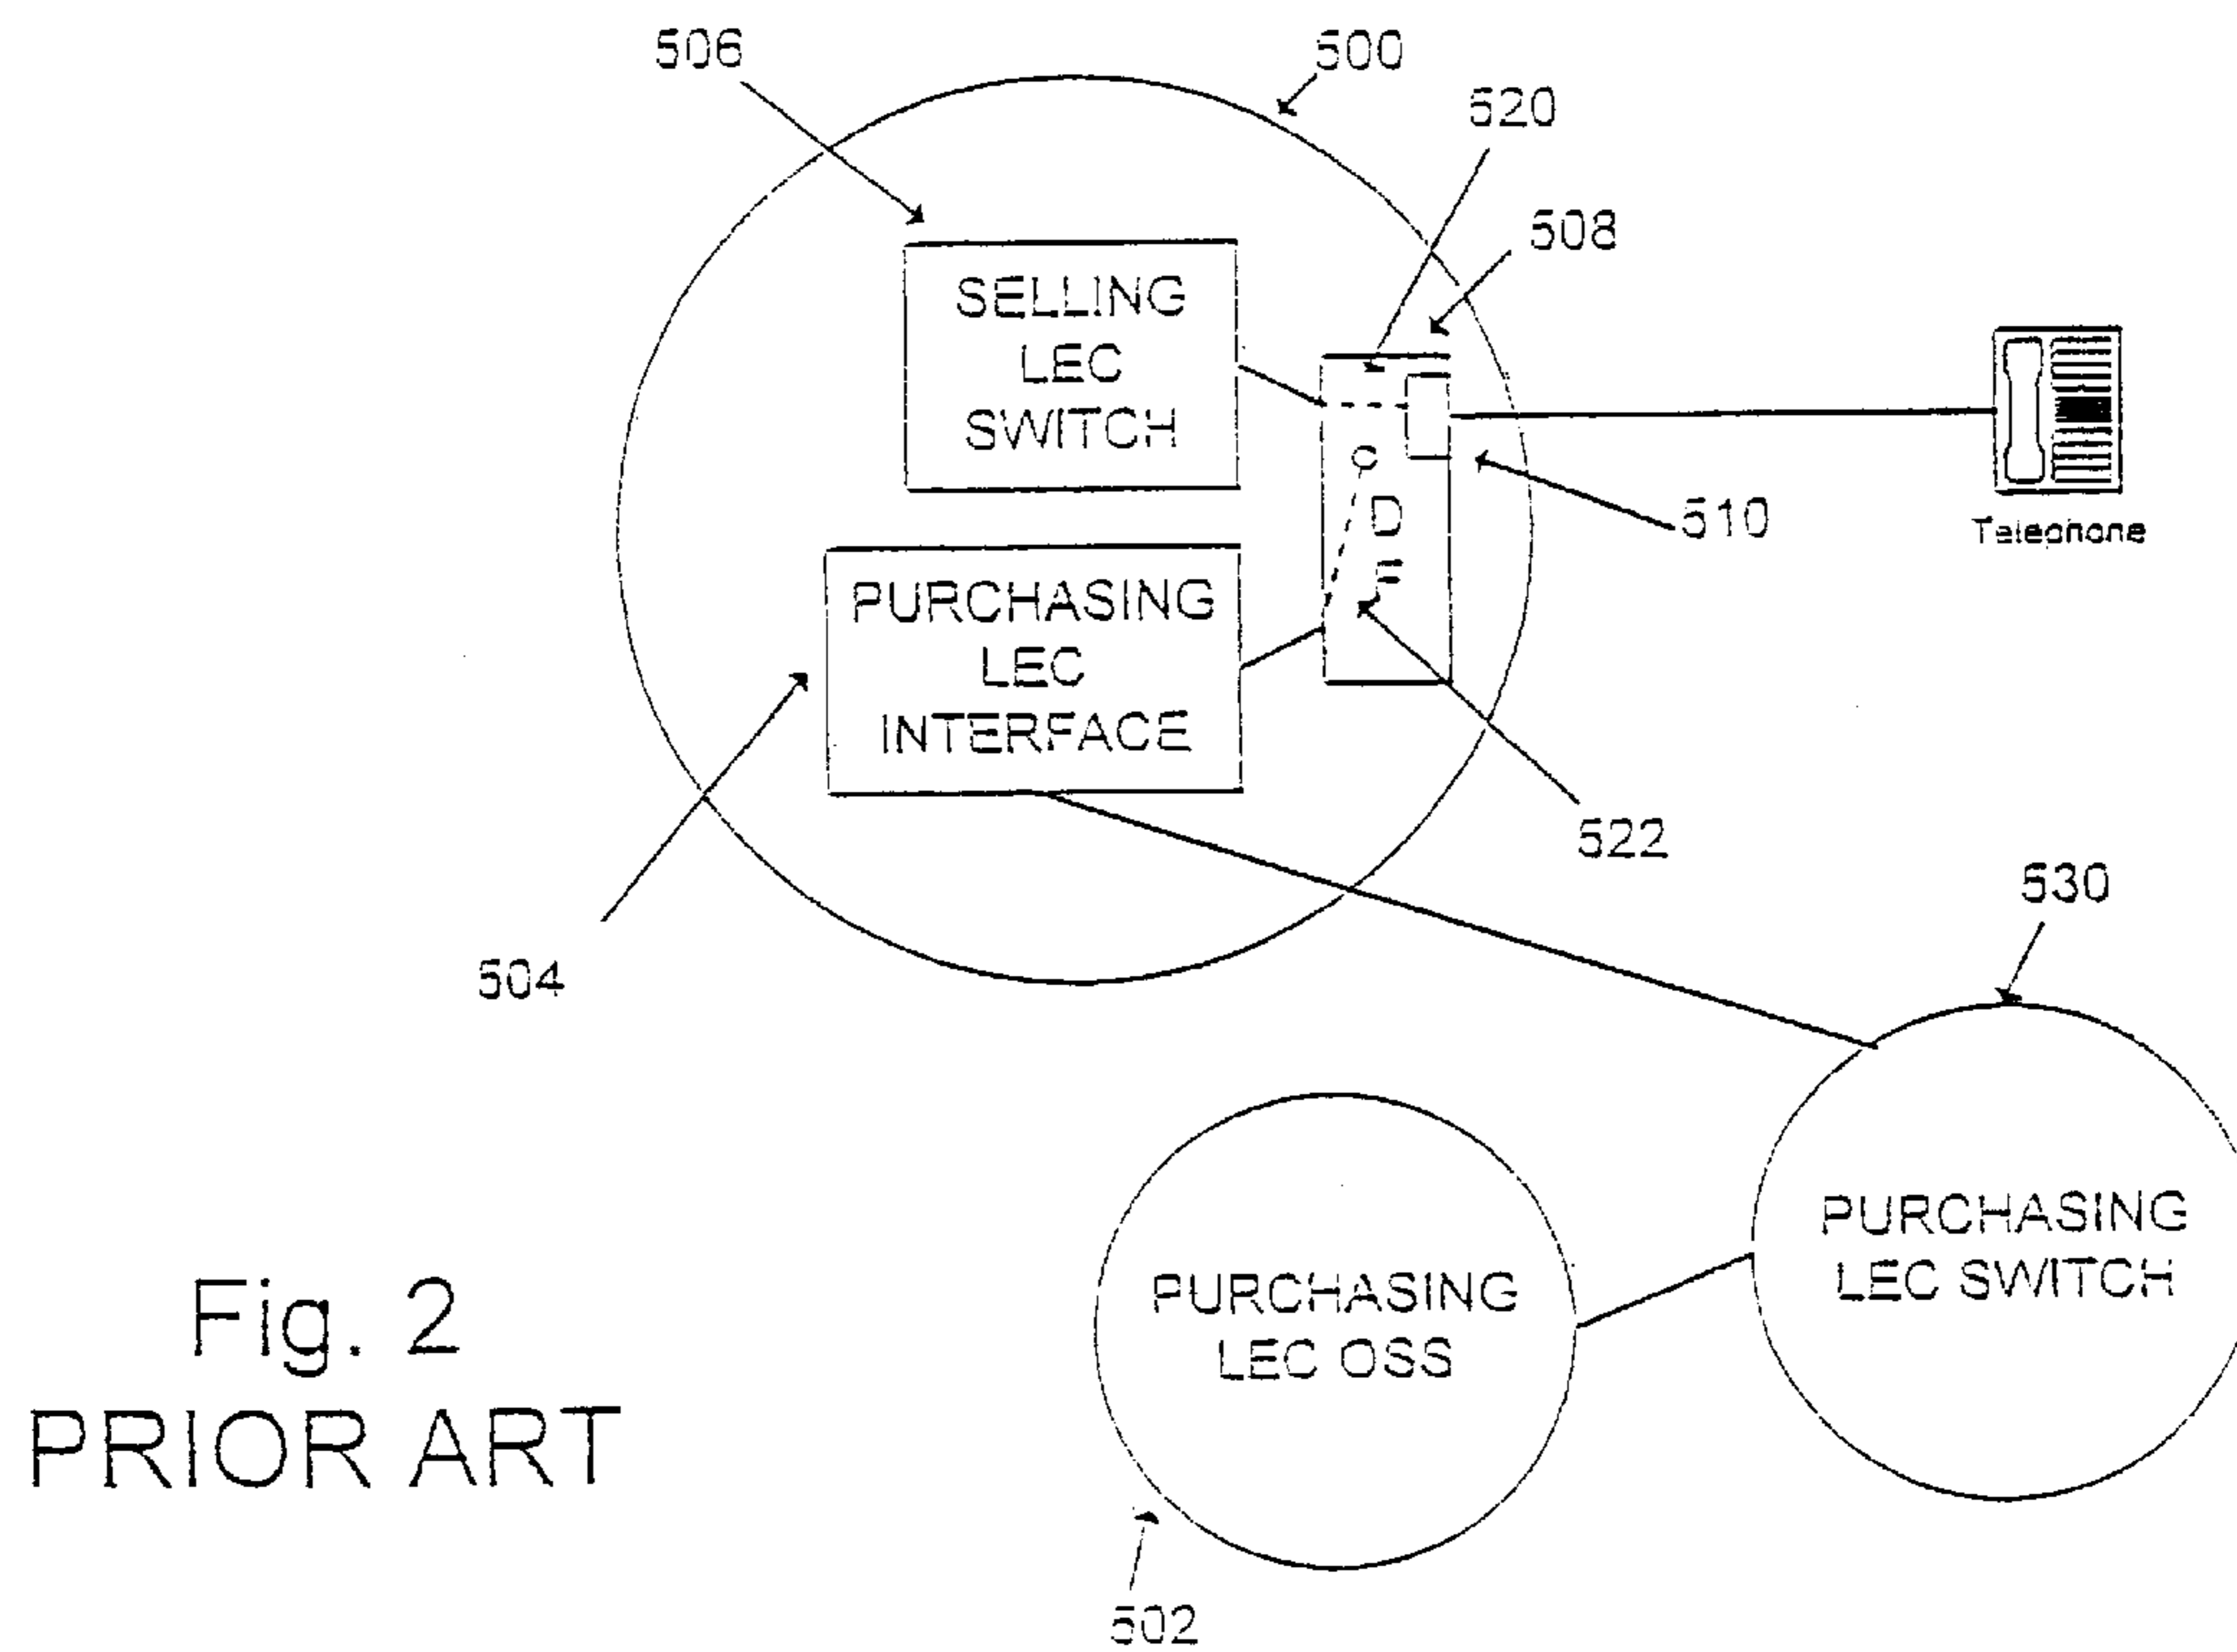 506
500
520
508
SELLING
LEC
SWITCH
C
D
F
510
Telephone
PURCHASING
LEC
INTERFACE
522
504
530
PURCHASING
LEC SWITCH
PURCHASING
LEC OSS
502
Fig. 2
PRIOR ART